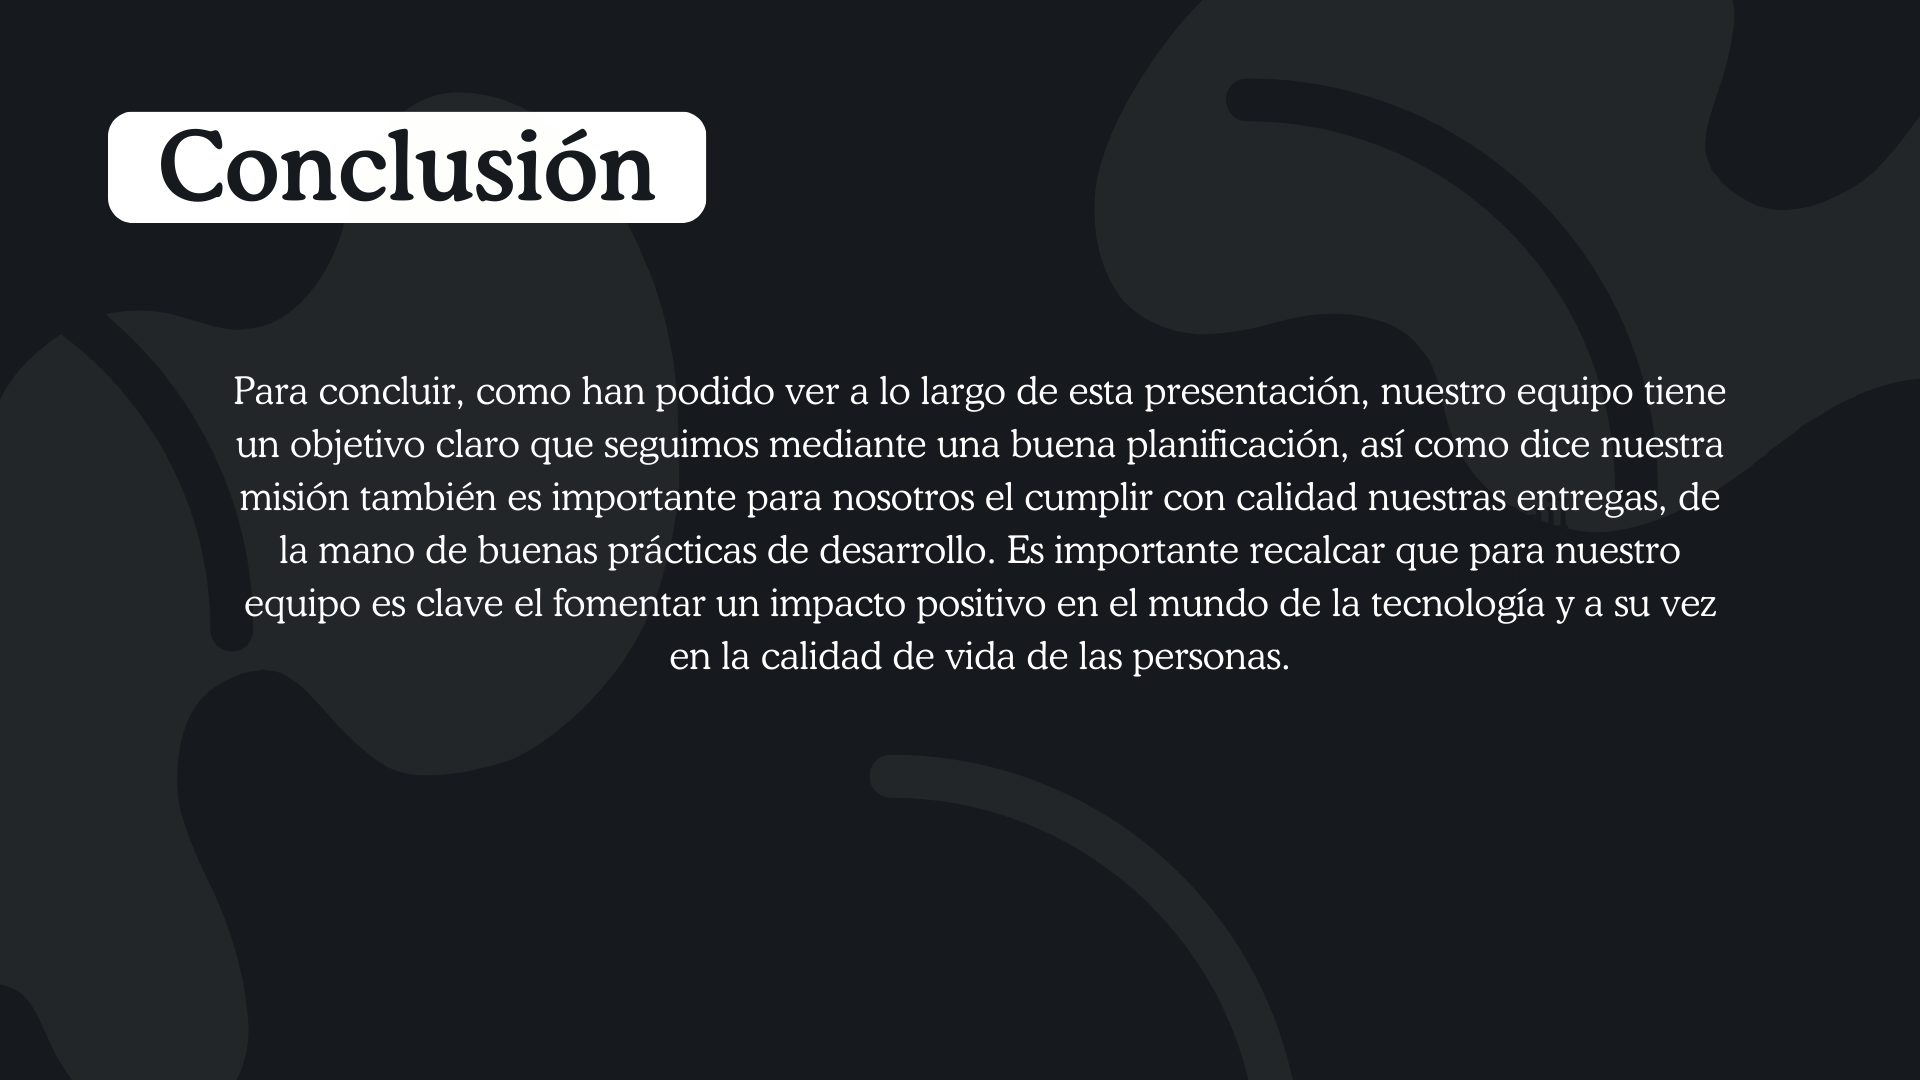 Conclusión
Para concluir, como han podido ver a lo largo de esta presentación, nuestro equipo tiene
un objetivo claro que seguimos mediante una buena planificación, así como dice nuestra
misión también es importante para nosotros el cumplir con calidad nuestras entregas, de
la mano de buenas prácticas de desarrollo. Es importante recalcar que para nuestro
equipo es clave el fomentar un impacto positivo en el mundo de la tecnología y a su vez
en la calidad de vida de las personas.